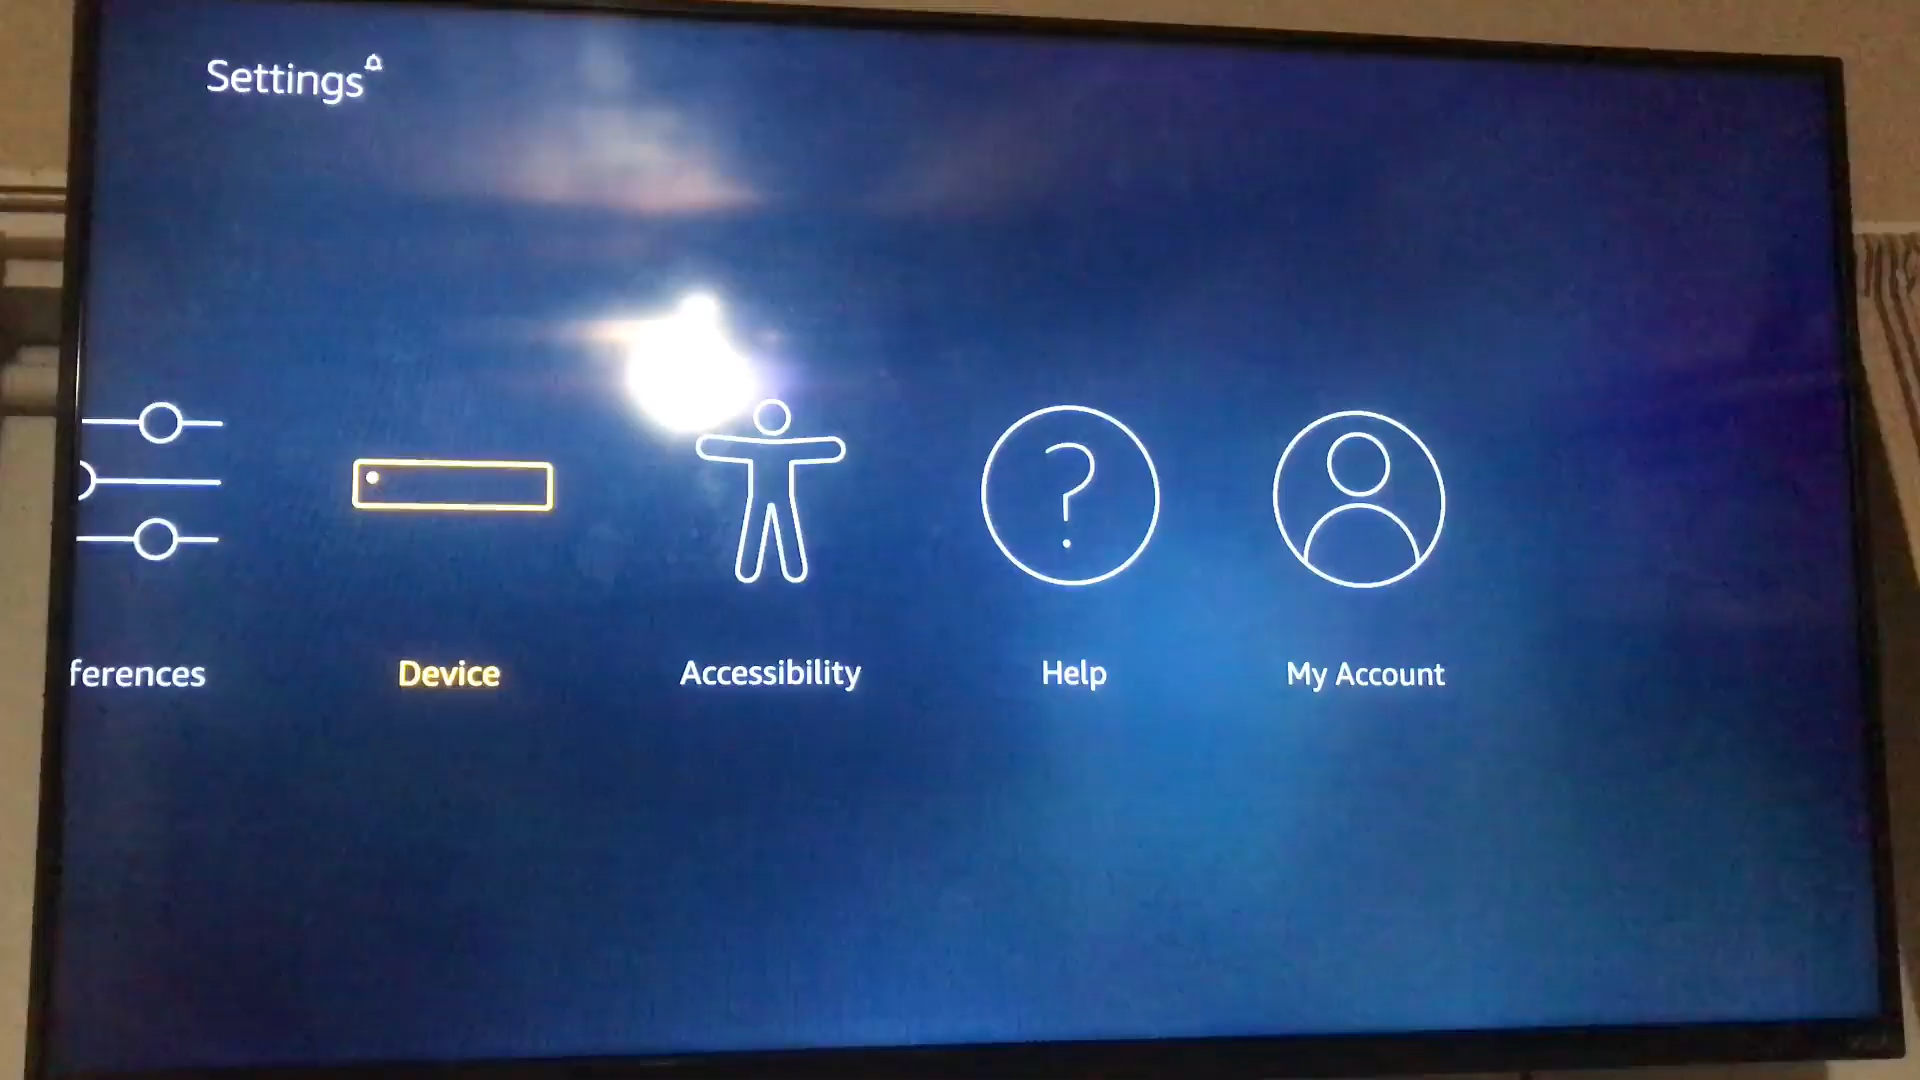 Settings
ferences
Device
Accessibility
Help
My Account